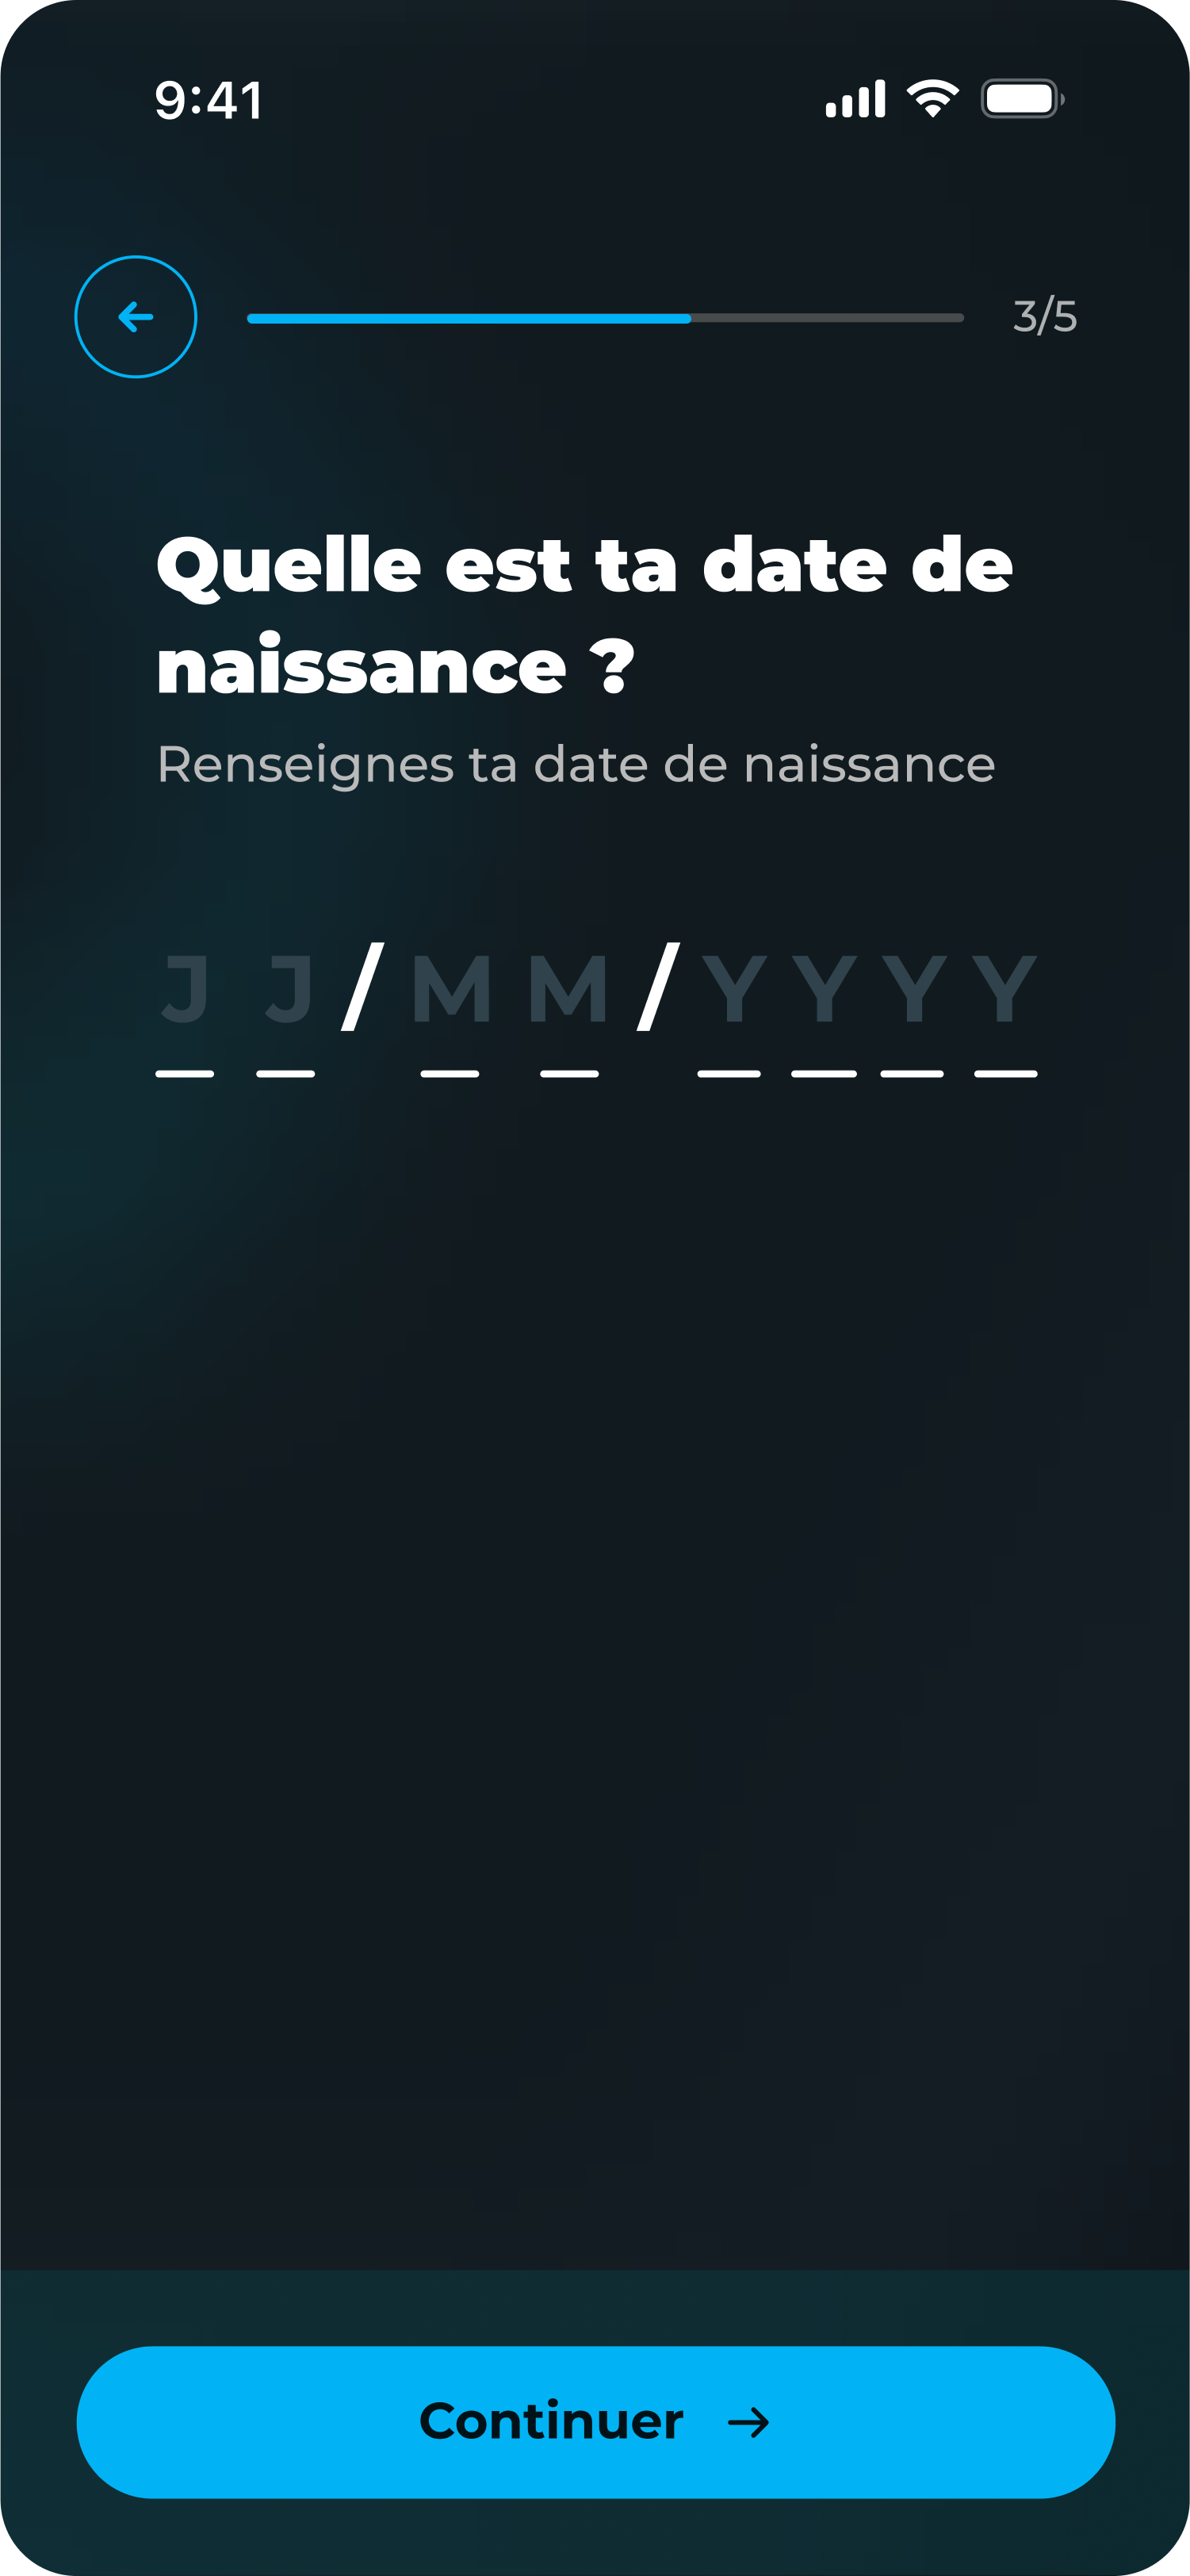 9:41
3/5
Quelle est ta date de
naissance ?
Renseignes ta date de naissance
J J / M M / Y Y Y Y
Continuer